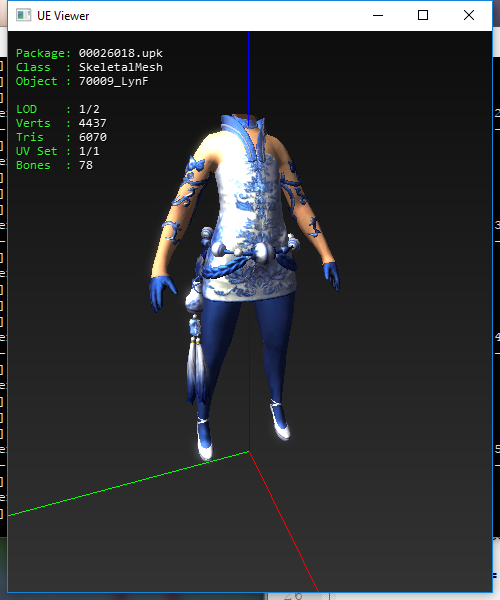 UE Viewer
Package: 00026018.upk
Class : SkeletalMesh
Object : 70009_LynF
LOD : 1/2
Verts : 4437
Tris : 6070
UV Set : 1/1
Bones : 78